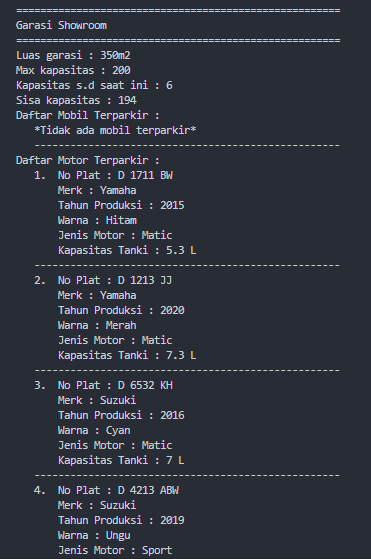 ====================================================
Garasi Showroom
====================================================
Luas garasi : 350m2
Max kapasitas : 200
Kapasitas s.d saat ini : 6
Sisa kapasitas : 194
Daftar Mobil Terparkir :
*Tidak ada mobil terparkir*
---------------------------------------------------
Daftar Motor Terparkir :
1. No Plat : D 1711 BW
Merk : Yamaha
Tahun Produksi : 2015
Warna : Hitam
Jenis Motor : Matic
Kapasitas Tanki : 5.3 L
---------------------------------------------------
2. No Plat : D 1213 JJ
Merk : Yamaha
Tahun Produksi : 2020
Warna : Merah
Jenis Motor : Matic
Kapasitas Tanki : 7.3 L
---------------------------------------------------
3. No Plat : D 6532 KH
Merk : Suzuki
Tahun Produksi : 2016
Warna : Cyan
Jenis Motor : Matic
Kapasitas Tanki : 7 L
---------------------------------------------------
4. No Plat : D 4213 ABW
Merk : Suzuki
Tahun Produksi : 2019
Warna : Ungu
Jenis Motor : Sport